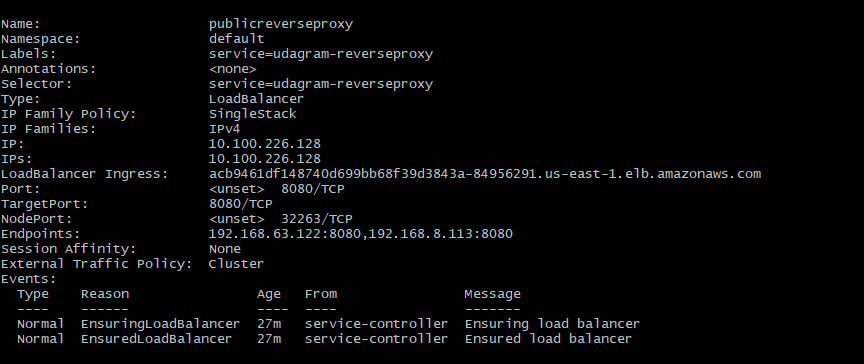 Name: publicreverseproxy
Namespace: default
Labels: service=udagram-reverseproxy
Annotations: <none>
Selector: service=udagram-reverseproxy
Type: LoadBalancer
IP Family Policy: SingleStack
IP Families: IPv4
IP: 10.100.226.128
IPs: 10.100.226.128
LoadBalancer Ingress: acb9461df148740d699bb68f39d3843a-84956291.us-east-1.elb.amazonaws.com
Port: <unset> 8080/TCP
TargetPort: 8080/TCP
NodePort: <unset> 32263/TCP
Endpoints: 192.168.63.122:8080,192.168.8.113:8080
Session Affinity: None
External Traffic Policy: Cluster
Events:
Type Reason Age From Message
---- ------ ---- ---- -------
Normal EnsuringLoadBalancer 27m service-controller Ensuring load balancer
Normal EnsuredLoadBalancer 27m service-controller Ensured load balancer